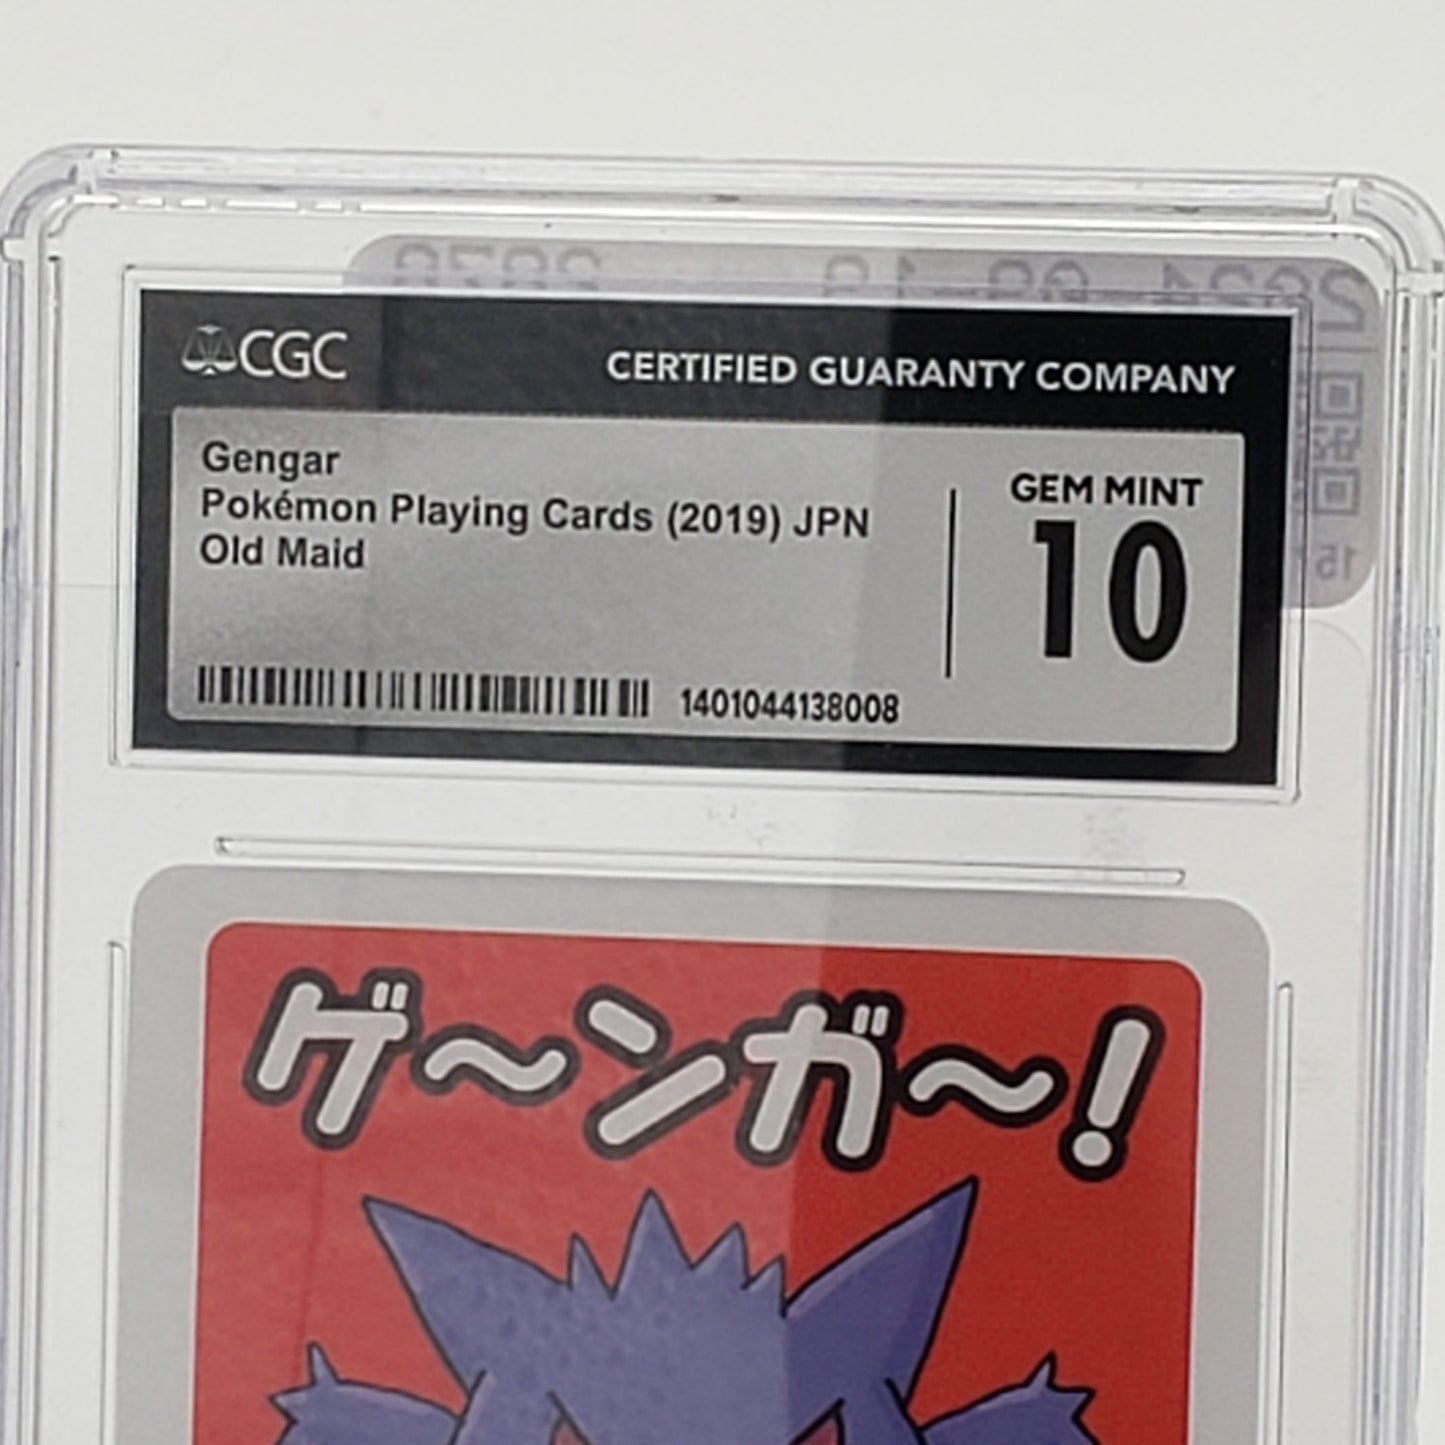 CGC
CERTIFIED GUARANTY COMPANY
Gengar
Pokémon Playing Cards (2019) JPN
Old Maid
GEM MINT
10
1401044138008
ゲ～ンガ～!